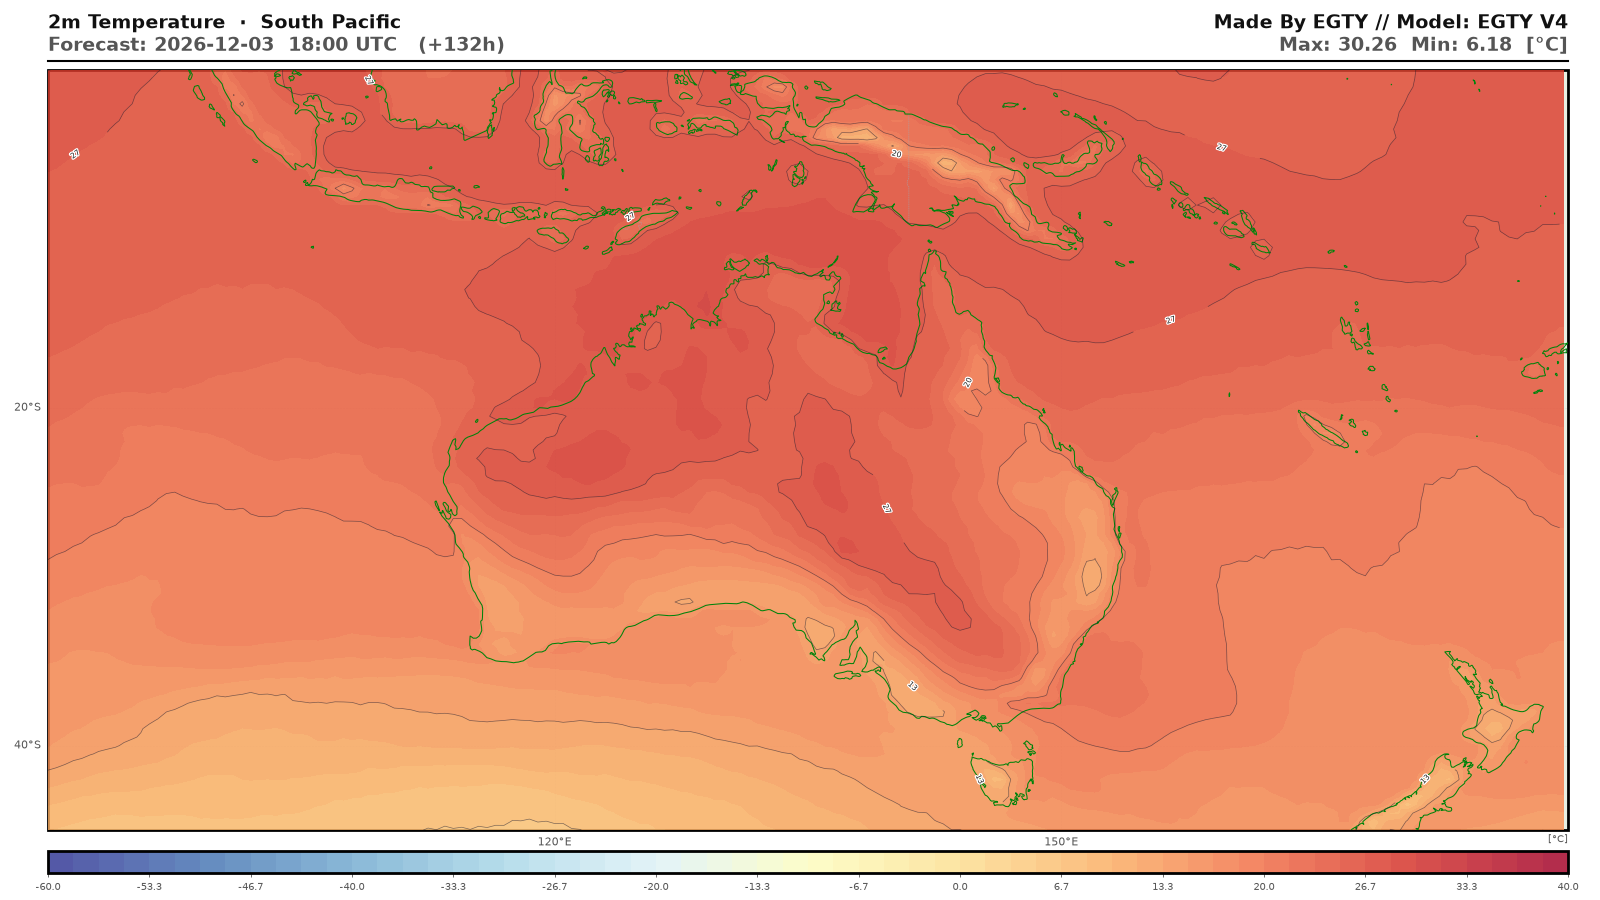 2m Temperature · South Pacific
Made By EGTY // Model: EGTY V4
Forecast: 2026-12-03 18:00 UTC (+132h)
Max: 30.26 Min: 6.18 [°C]
27
27
20
27
27
27
27
20
20°S
27
13
40°S
13
13
120°E
150°E
[°C]
-60.0 -53.3 -46.7 -40.0 -33.3 -26.7 -20.0 -13.3 -6.7 0.0 6.7 13.3 20.0 26.7 33.3 40.0